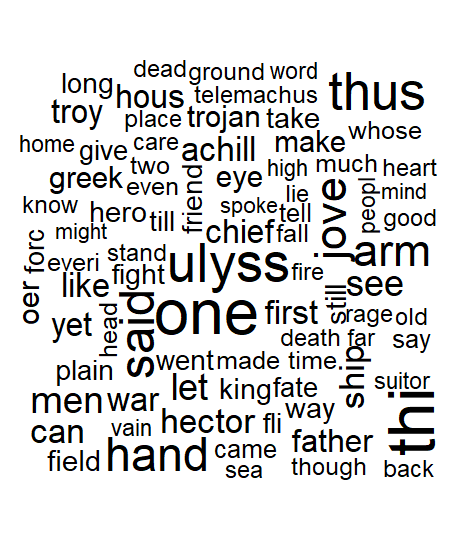 dead ground word
long hous telemachus thus
troy place trojan take
home give care achill make whose
two eye high much heart
greek even friend lie peopl mind
know hero till spoke tell jove good
might chief fall
oer forc stand ulyss arm
everi fight fire see
like still
yet head said one first rage old
death far say
plain went made time. ship
men war let king fate suitor
can vain hector fli way thi
field hand came father
sea though back